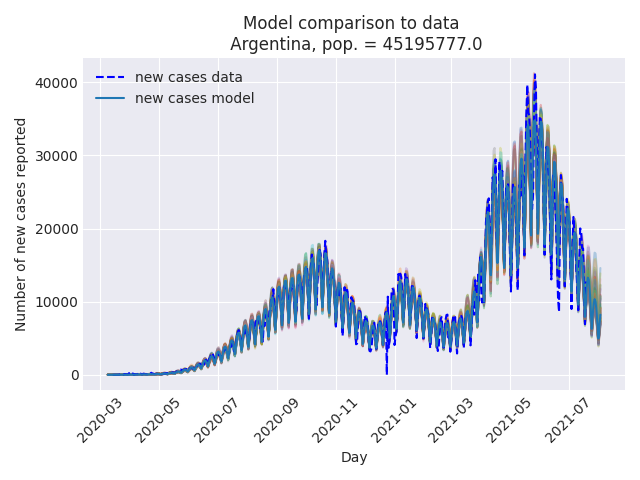 Model comparison to data
Argentina, pop. = 45195777.0
new cases data
new cases model
Number of new cases reported
40000
30000
20000
10000
0
2020-03
2020-05
2020-07
2020-09
2020-11
2021-01
2021-03
2021-05
2021-07
Day